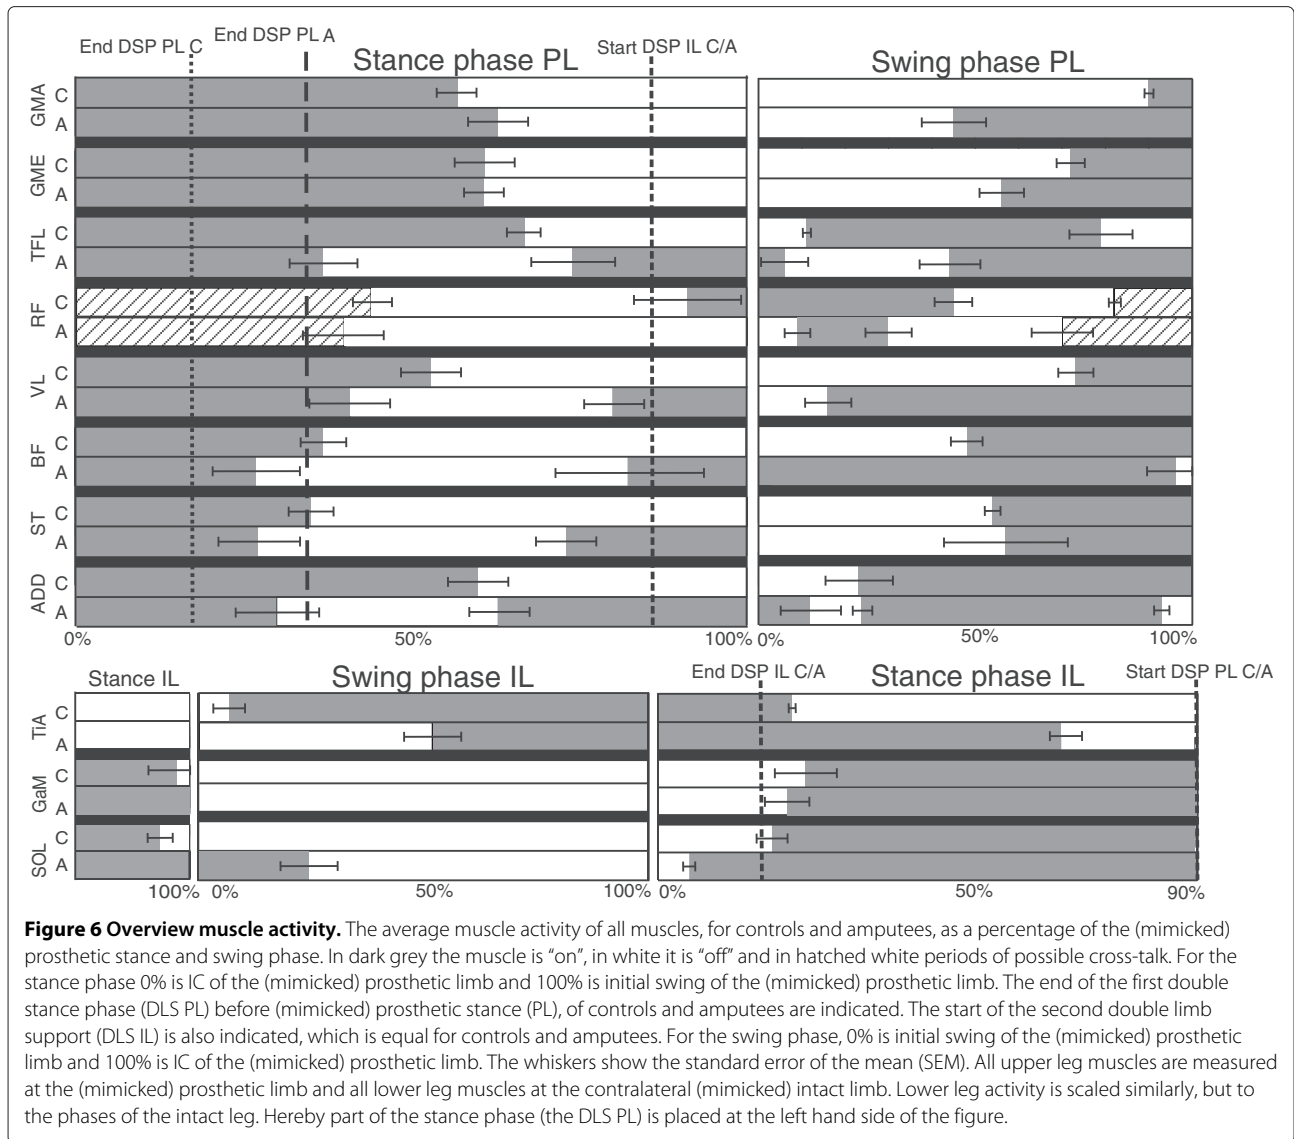 End DSP PL C
End DSP PL A
Start DSP IL C/A
Stance phase PL
Swing phase PL
GMA C
A
GME C
A
TFL C
A
RF C
A
VL C
A
BF C
A
ST C
A
ADD C
A
0% 50% 100% 0% 50% 100%
Stance IL
Swing phase IL
End DSP IL C/A
Stance phase IL
Start DSP PL C/A
TiA C
A
GaM C
A
SOL C
A
100% 0% 50% 100% 0% 50% 90%
Figure 6 Overview muscle activity. The average muscle activity of all muscles, for controls and amputees, as a percentage of the (mimicked)
prosthetic stance and swing phase. In dark grey the muscle is “on”, in white it is “off” and in hatched white periods of possible cross-talk. For the
stance phase 0% is IC of the (mimicked) prosthetic limb and 100% is initial swing of the (mimicked) prosthetic limb. The end of the first double
stance phase (DLS PL) before (mimicked) prosthetic stance (PL), of controls and amputees are indicated. The start of the second double limb
support (DLS IL) is also indicated, which is equal for controls and amputees. For the swing phase, 0% is initial swing of the (mimicked) prosthetic
limb and 100% is IC of the (mimicked) prosthetic limb. The whiskers show the standard error of the mean (SEM). All upper leg muscles are measured
at the (mimicked) prosthetic limb and all lower leg muscles at the contralateral (mimicked) intact limb. Lower leg activity is scaled similarly, but to
the phases of the intact leg. Hereby part of the stance phase (the DLS PL) is placed at the left hand side of the figure.